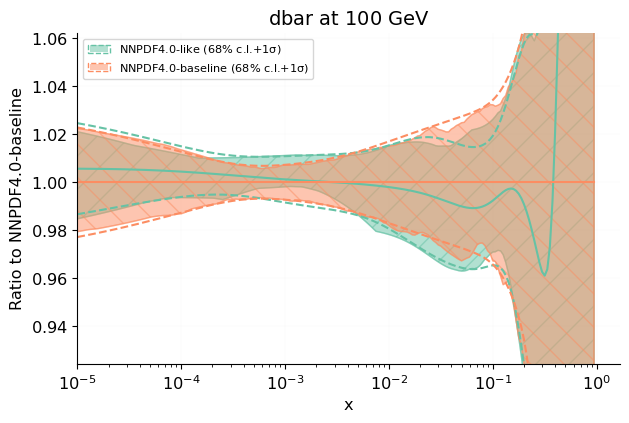 dbar at 100 GeV
NNPDF4.0-like (68% c.l.+1σ)
NNPDF4.0-baseline (68% c.l.+1σ)
Ratio to NNPDF4.0-baseline
1.06
1.04
1.02
1.00
0.98
0.96
0.94
10⁻⁵ 10⁻⁴ 10⁻³ 10⁻² 10⁻¹ 10⁰
x